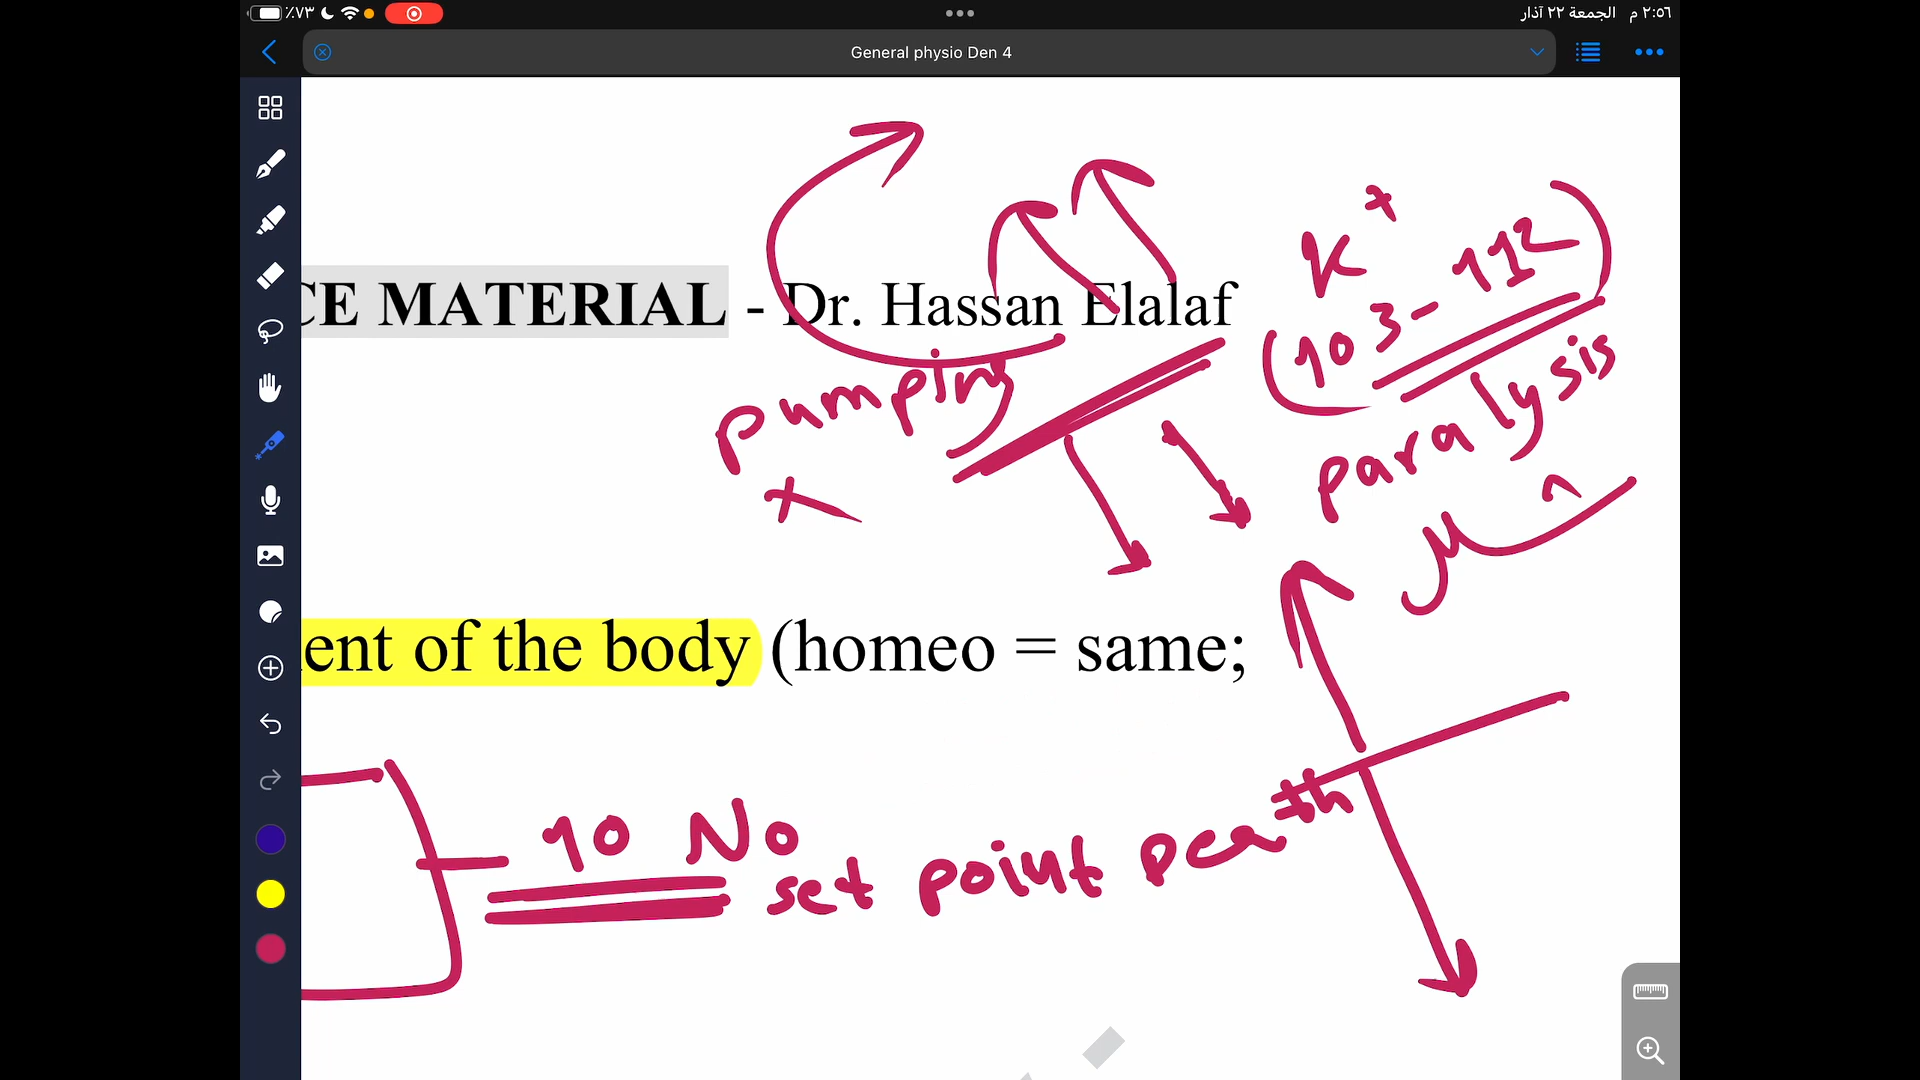 ٪٧٣
٢:٥٦ م الجمعة ٢٢ آذار
General physio Den 4
CE MATERIAL - Dr. Hassan Elalaf
K+
(103-112)
pumping
x
paralysis
ent of the body (homeo = same;
10 No
set point death